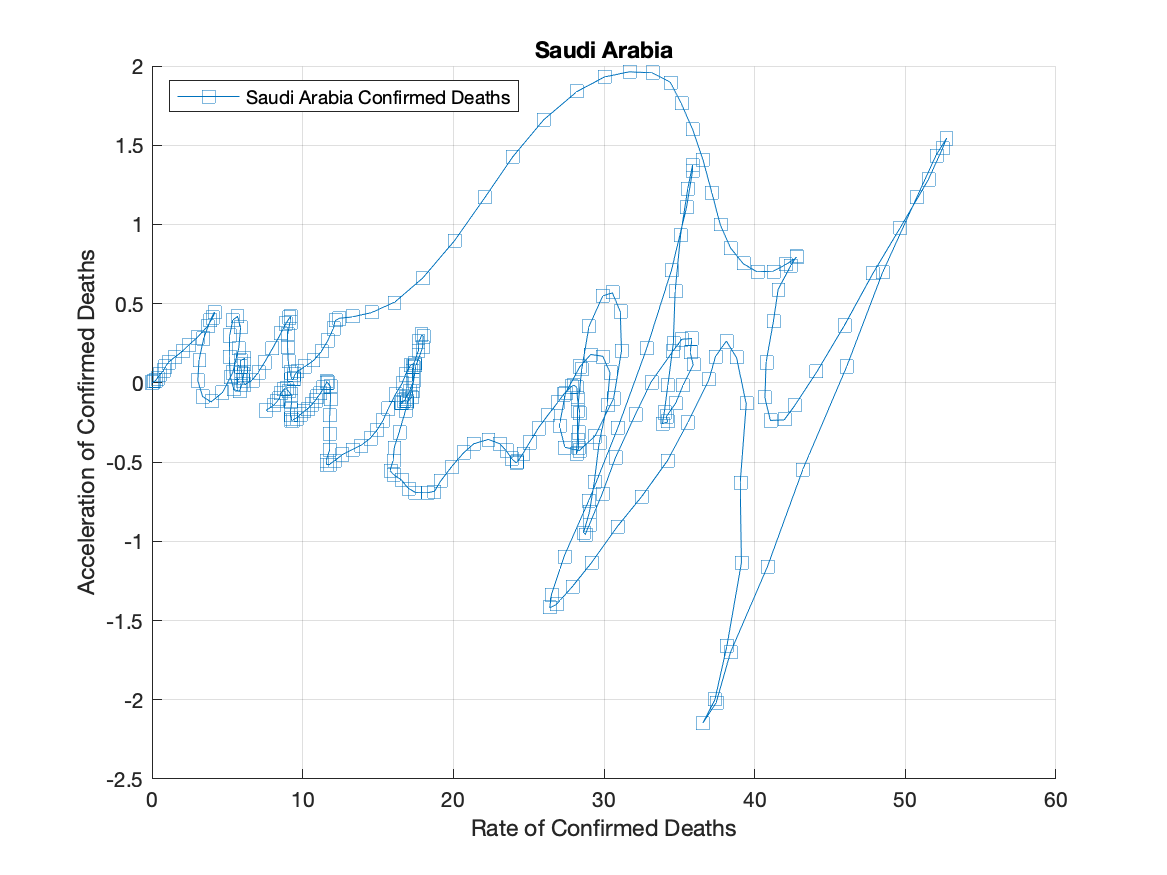 Saudi Arabia
Saudi Arabia Confirmed Deaths
2
1.5
1
0.5
0
-0.5
-1
-1.5
-2
-2.5
Acceleration of Confirmed Deaths
0 10 20 30 40 50 60
Rate of Confirmed Deaths